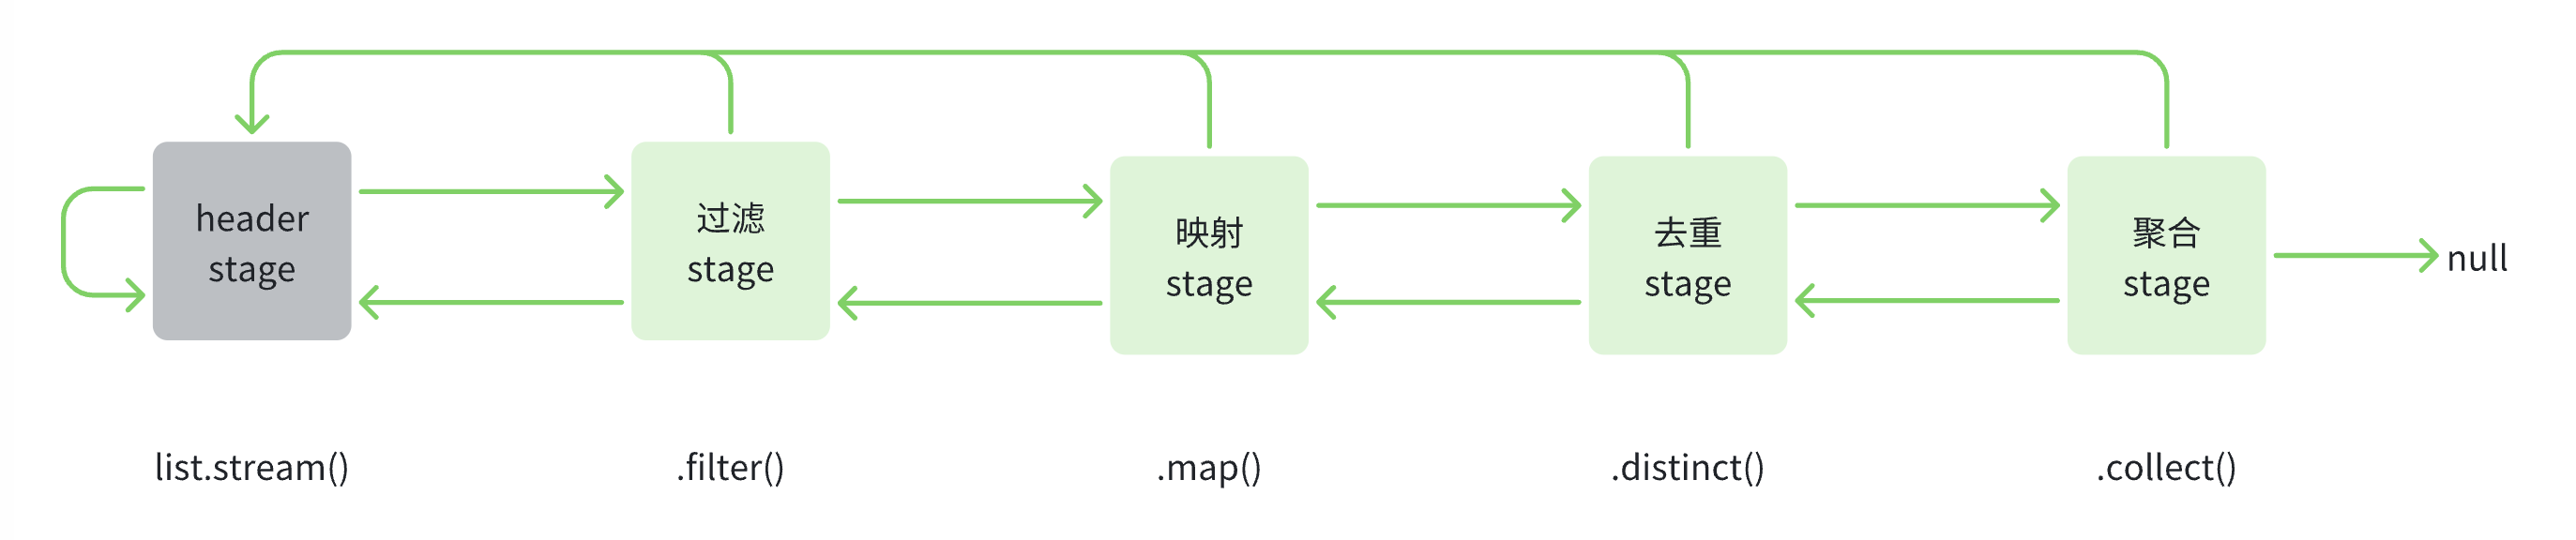 header
stage
过滤
stage
映射
stage
去重
stage
聚合
stage
null
list.stream()
.filter()
.map()
.distinct()
.collect()